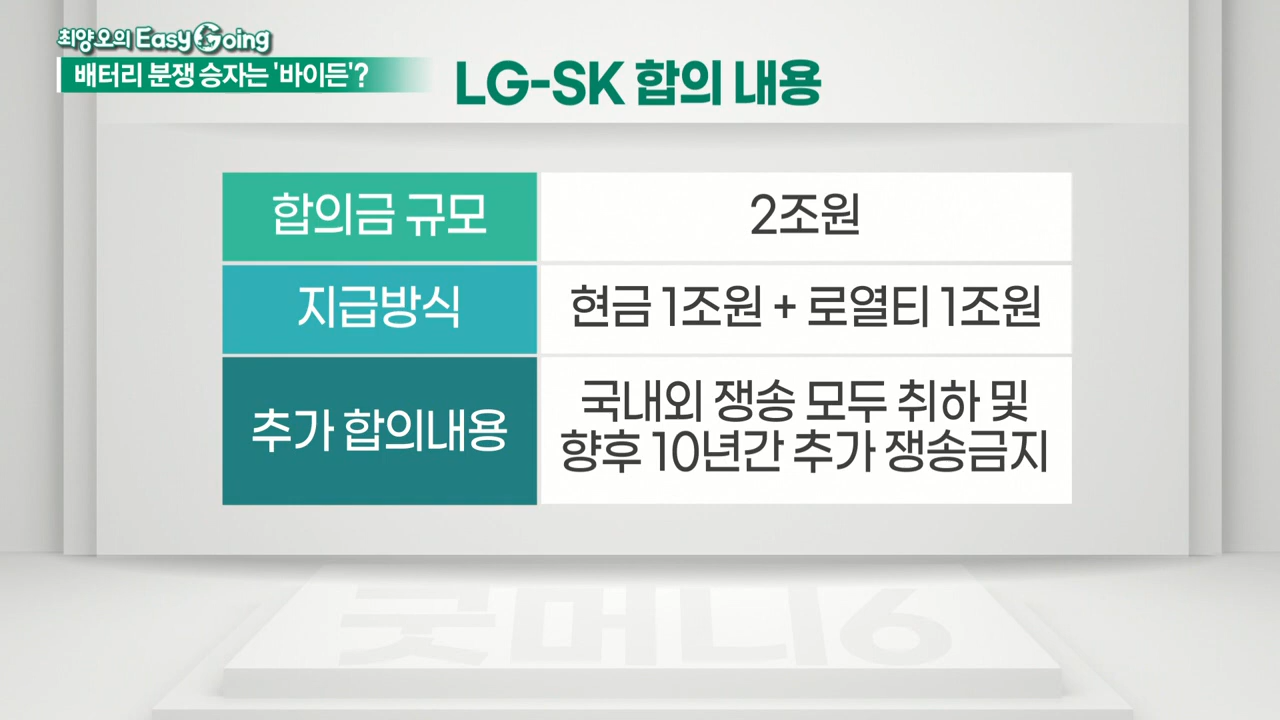 최양오의 Easy Going
배터리 분쟁 승자는 '바이든'?
LG-SK 합의 내용
합의금 규모
2조원
지급방식
현금 1조원 + 로열티 1조원
추가 합의내용
국내외 쟁송 모두 취하 및
향후 10년간 추가 쟁송금지
굿머니6